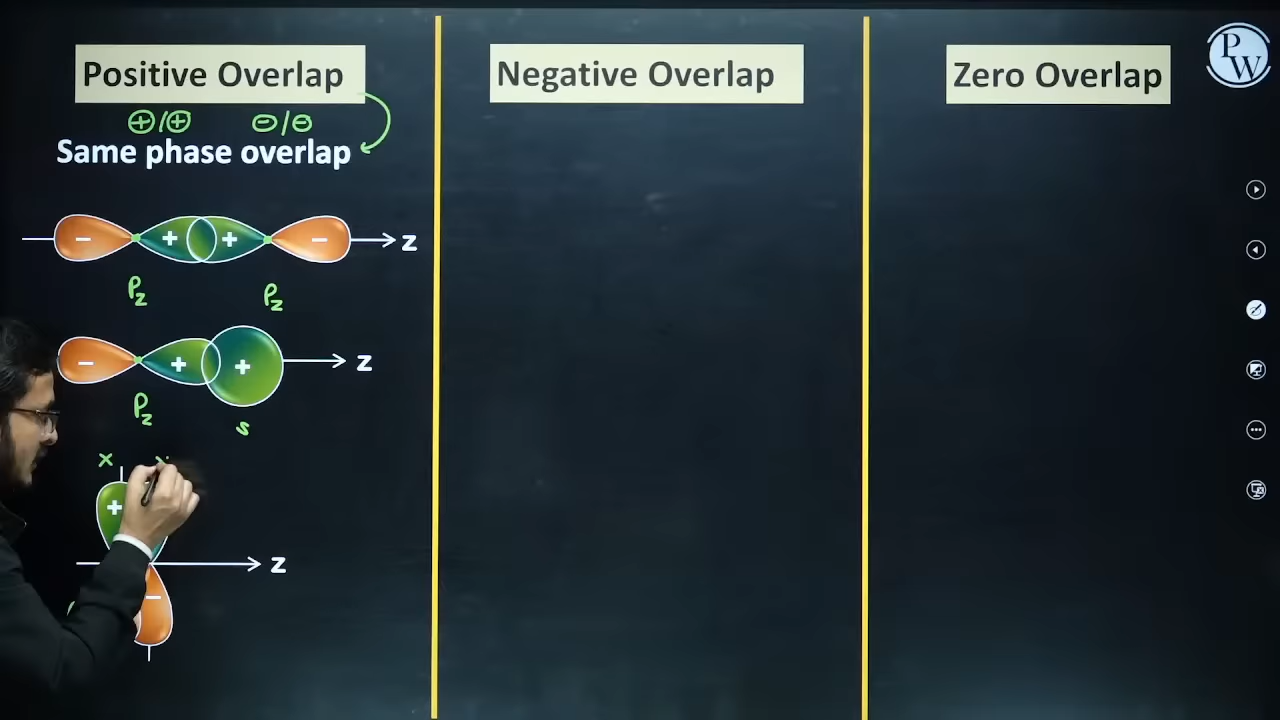 Positive Overlap
⊕/⊕ ⊖/⊖
Same phase overlap
− + + − z
Pz Pz
− + + z
Pz s
x
+
z
−
Negative Overlap
Zero Overlap
PW